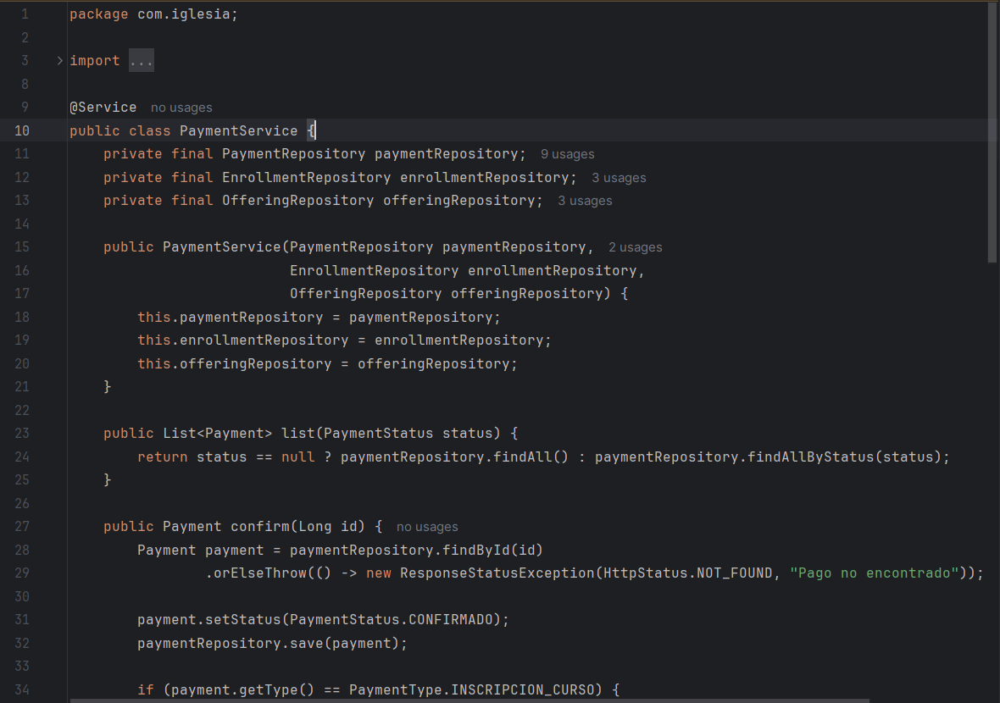 1 package com.iglesia;
2
3 > import ...
8
9 @Service no usages
10 public class PaymentService {
11     private final PaymentRepository paymentRepository; 9 usages
12     private final EnrollmentRepository enrollmentRepository; 3 usages
13     private final OfferingRepository offeringRepository; 3 usages
14
15     public PaymentService(PaymentRepository paymentRepository, 2 usages
16                           EnrollmentRepository enrollmentRepository,
17                           OfferingRepository offeringRepository) {
18         this.paymentRepository = paymentRepository;
19         this.enrollmentRepository = enrollmentRepository;
20         this.offeringRepository = offeringRepository;
21     }
22
23     public List<Payment> list(PaymentStatus status) {
24         return status == null ? paymentRepository.findAll() : paymentRepository.findAllByStatus(status);
25     }
26
27     public Payment confirm(Long id) { no usages
28         Payment payment = paymentRepository.findById(id)
29                 .orElseThrow(() -> new ResponseStatusException(HttpStatus.NOT_FOUND, "Pago no encontrado"));
30
31         payment.setStatus(PaymentStatus.CONFIRMADO);
32         paymentRepository.save(payment);
33
34         if (payment.getType() == PaymentType.INSCRIPCION_CURSO) {